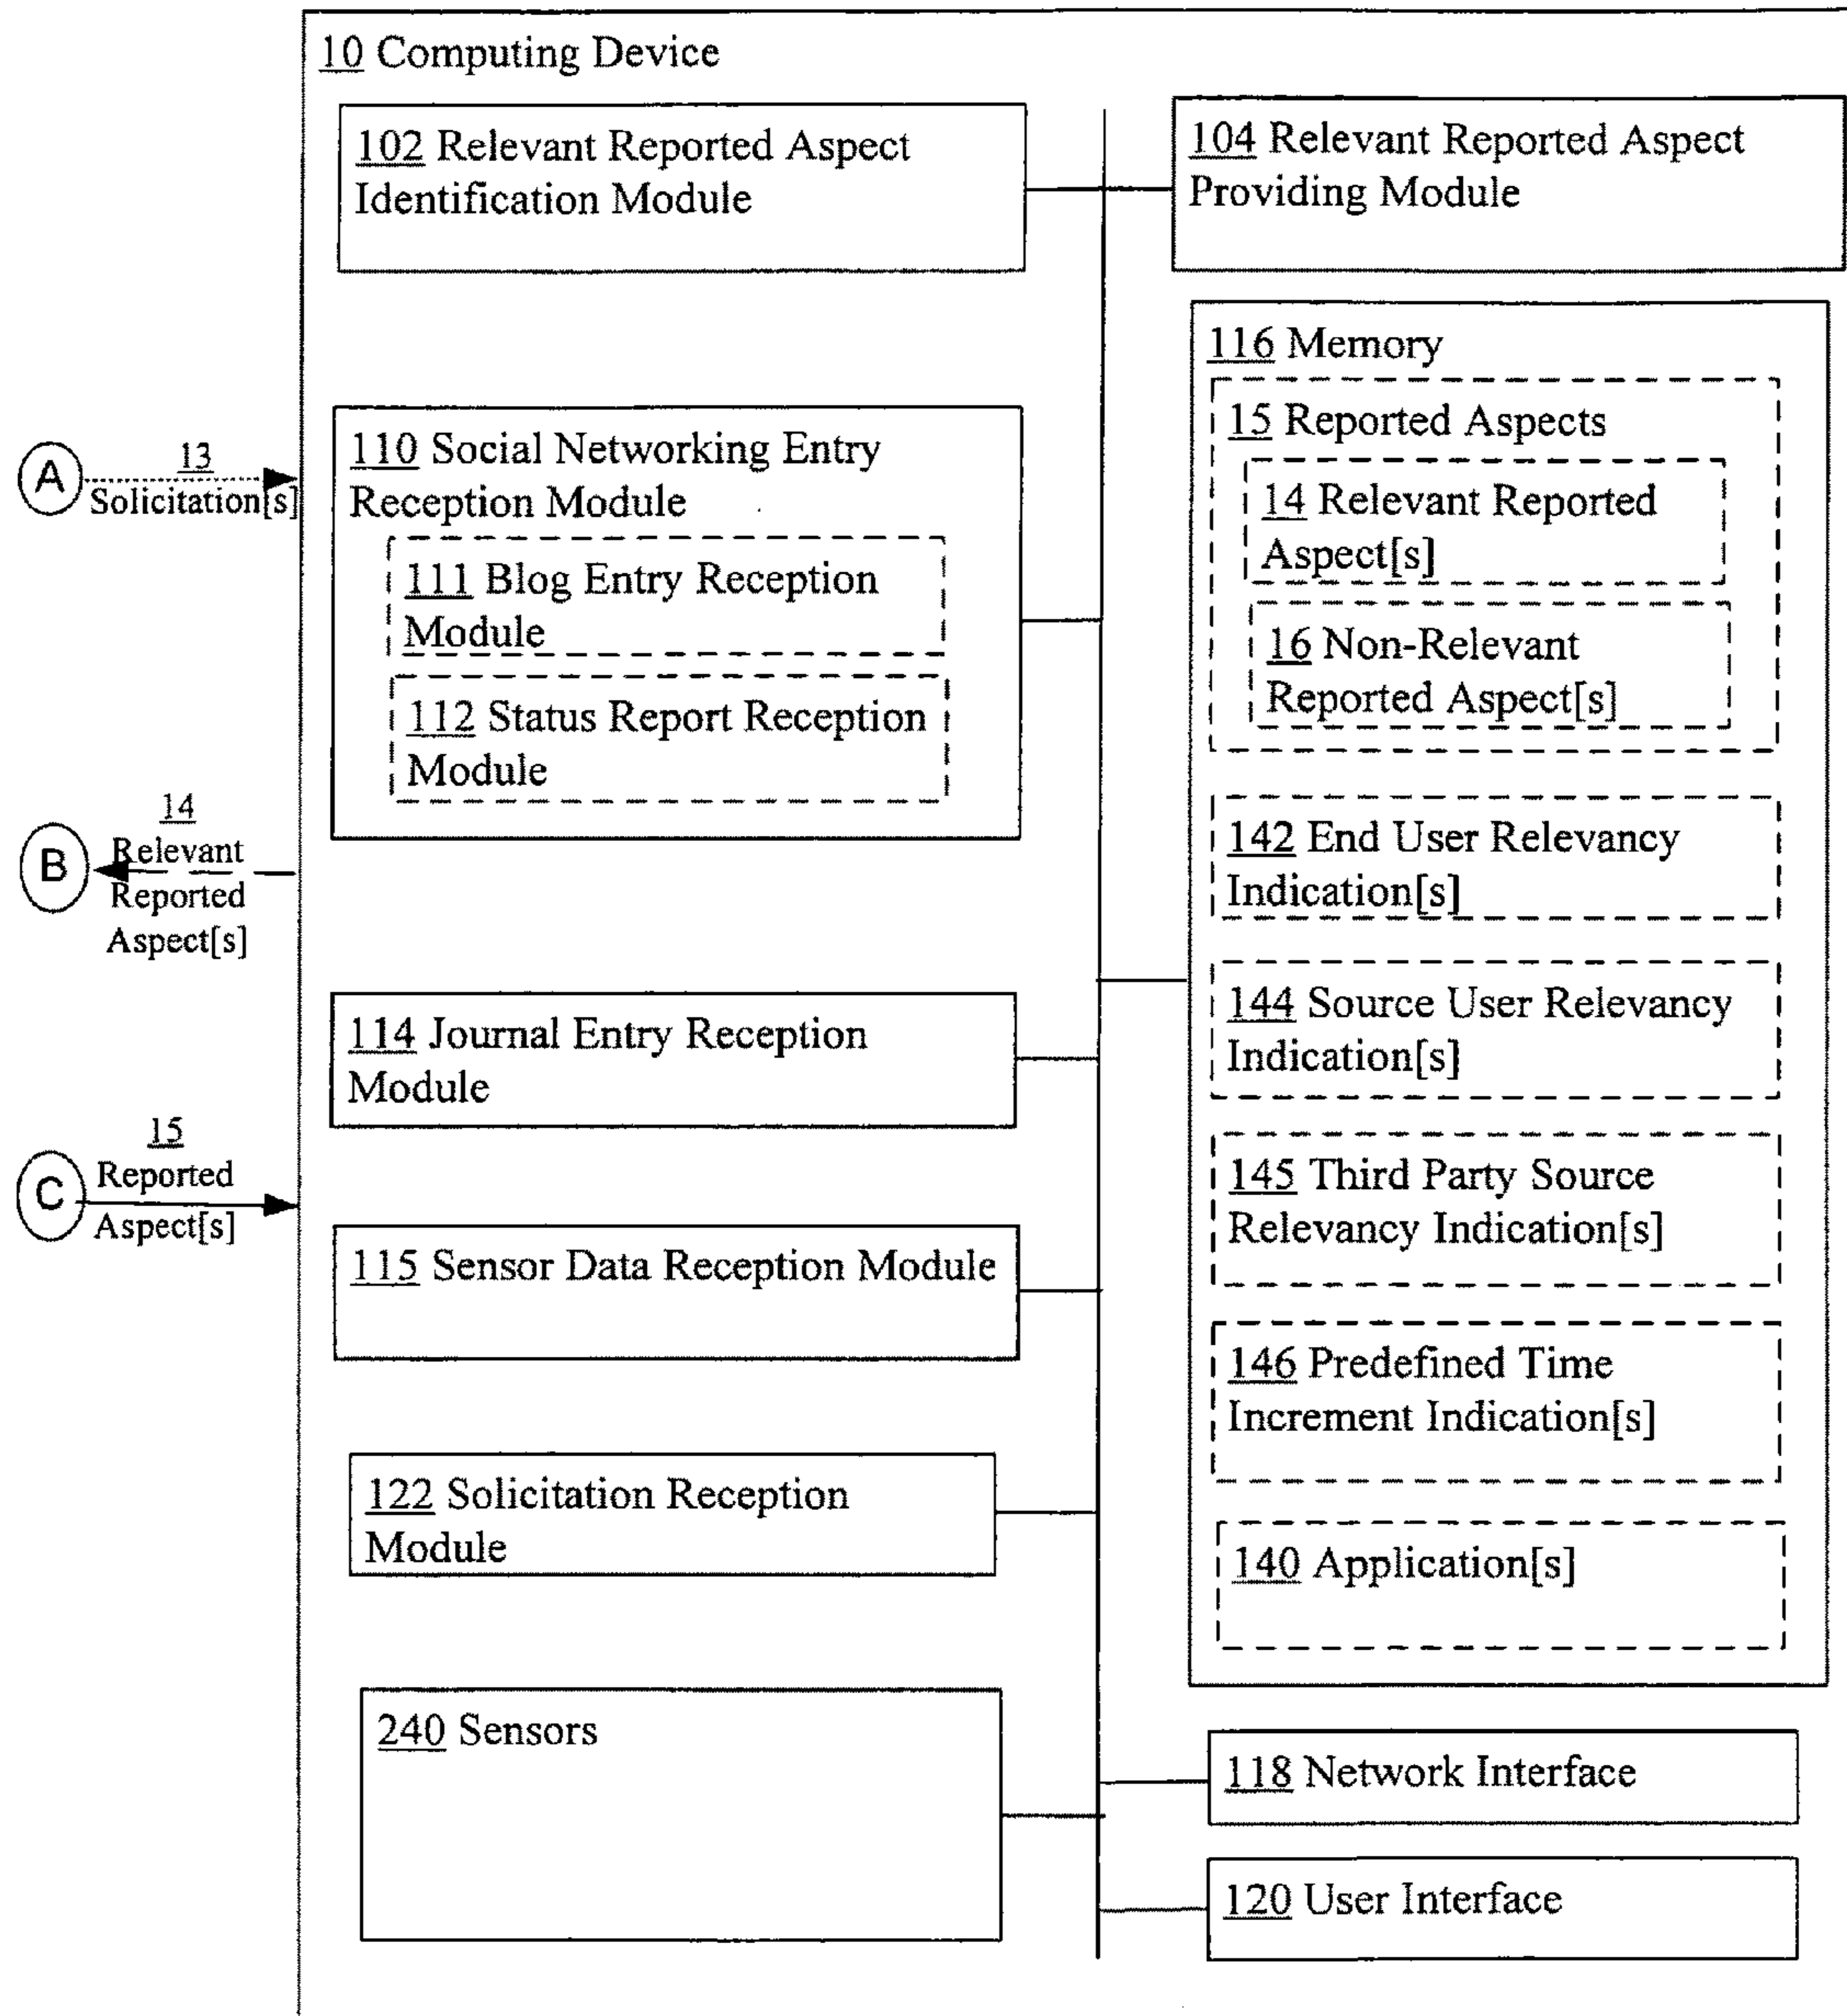 10 Computing Device
102 Relevant Reported Aspect
Identification Module
104 Relevant Reported Aspect
Providing Module
A
13
Solicitation[s]
B
14
Relevant
Reported
Aspect[s]
C
15
Reported
Aspect[s]
110 Social Networking Entry
Reception Module
111 Blog Entry Reception
Module
112 Status Report Reception
Module
114 Journal Entry Reception
Module
115 Sensor Data Reception Module
122 Solicitation Reception
Module
240 Sensors
116 Memory
15 Reported Aspects
14 Relevant Reported
Aspect[s]
16 Non-Relevant
Reported Aspect[s]
142 End User Relevancy
Indication[s]
144 Source User Relevancy
Indication[s]
145 Third Party Source
Relevancy Indication[s]
146 Predefined Time
Increment Indication[s]
140 Application[s]
118 Network Interface
120 User Interface